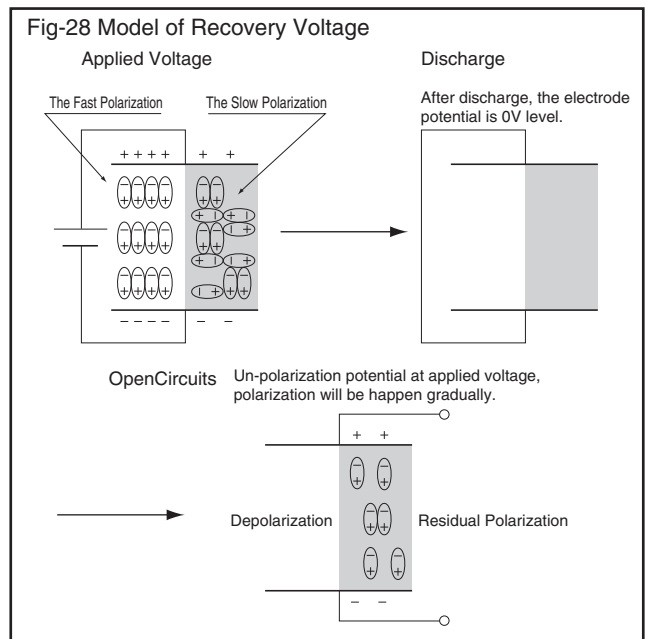 Fig-28 Model of Recovery Voltage
Applied Voltage
Discharge
The Fast Polarization
The Slow Polarization
After discharge, the electrode
potential is 0V level.
+ + + + + +
− − − − − −
OpenCircuits
Un-polarization potential at applied voltage,
polarization will be happen gradually.
+ +
Depolarization
Residual Polarization
− −